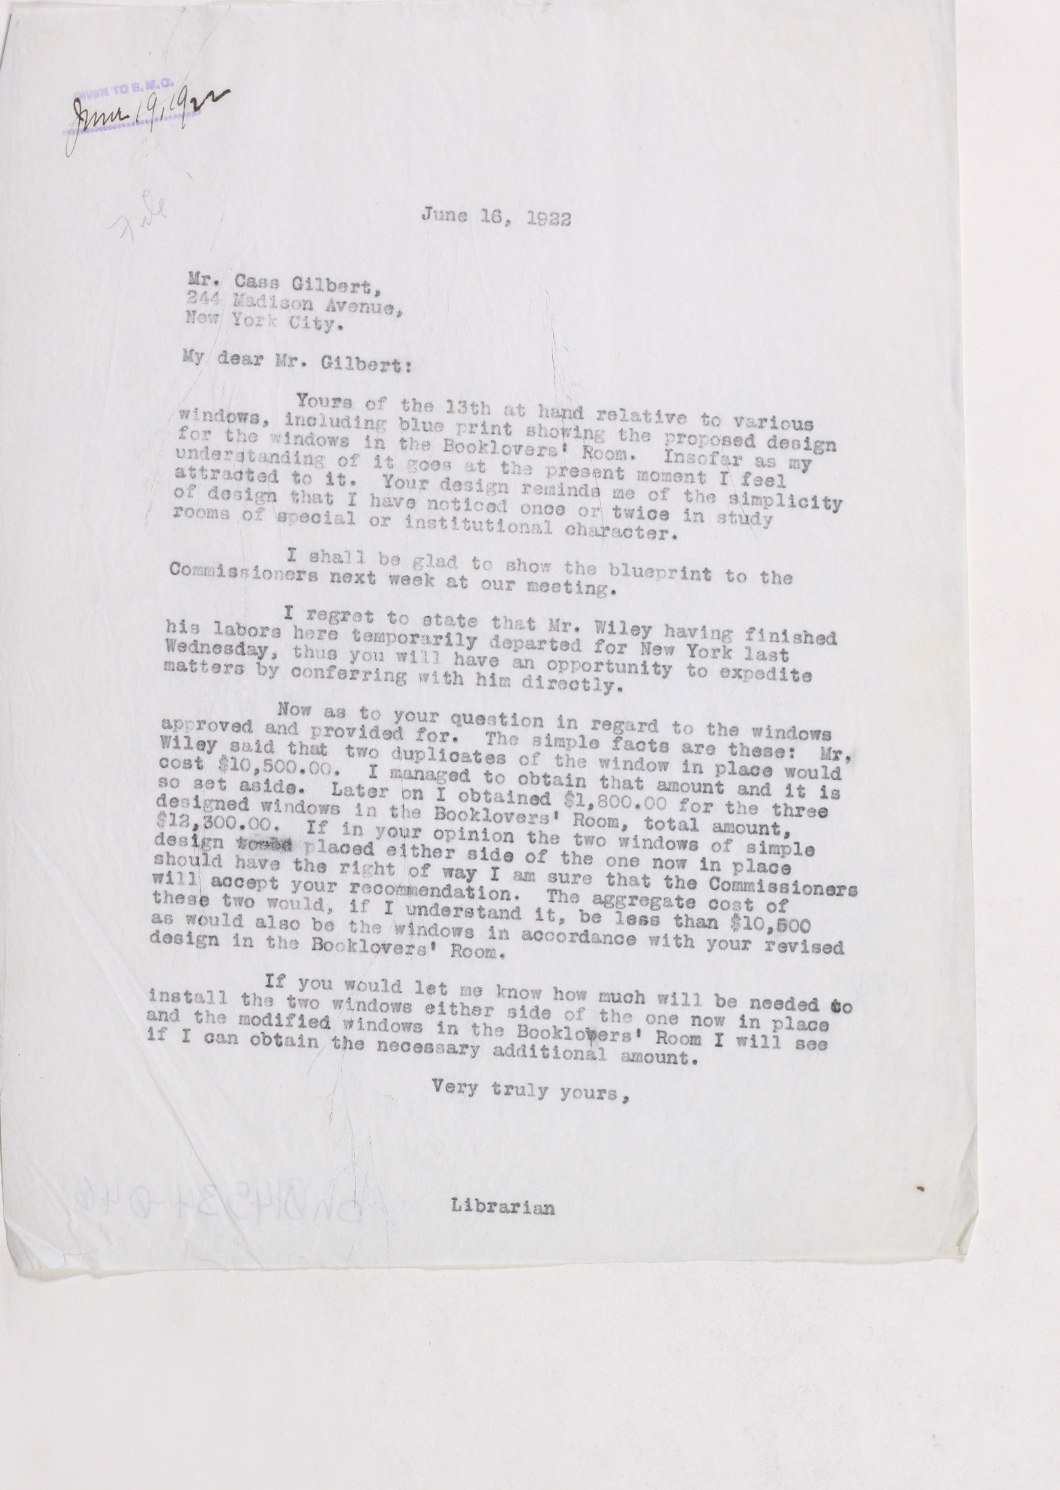 GIVEN TO B. M. C.
June 19, 1922
File
June 16, 1922
Mr. Cass Gilbert,
244 Madison Avenue,
New York City.
My dear Mr. Gilbert:
Yours of the 13th at hand relative to various
windows, including blue print showing the proposed design
for the windows in the Booklovers' Room. Insofar as my
understanding of it goes at the present moment I feel
attracted to it. Your design reminds me of the simplicity
of design that I have noticed once or twice in study
rooms of special or institutional character.
I shall be glad to show the blueprint to the
Commissioners next week at our meeting.
I regret to state that Mr. Wiley having finished
his labors here temporarily departed for New York last
Wednesday, thus you will have an opportunity to expedite
matters by conferring with him directly.
Now as to your question in regard to the windows
approved and provided for. The simple facts are these: Mr.
Wiley said that two duplicates of the window in place would
cost $10,500.00. I managed to obtain that amount and it is
so set aside. Later on I obtained $1,800.00 for the three
designed windows in the Booklovers' Room, total amount,
$12,300.00. If in your opinion the two windows of simple
design placed either side of the one now in place
should have the right of way I am sure that the Commissioners
will accept your recommendation. The aggregate cost of
these two would, if I understand it, be less than $10,500
as would also be the windows in accordance with your revised
design in the Booklovers' Room.
If you would let me know how much will be needed to
install the two windows either side of the one now in place
and the modified windows in the Booklovers' Room I will see
if I can obtain the necessary additional amount.
Very truly yours,
Librarian